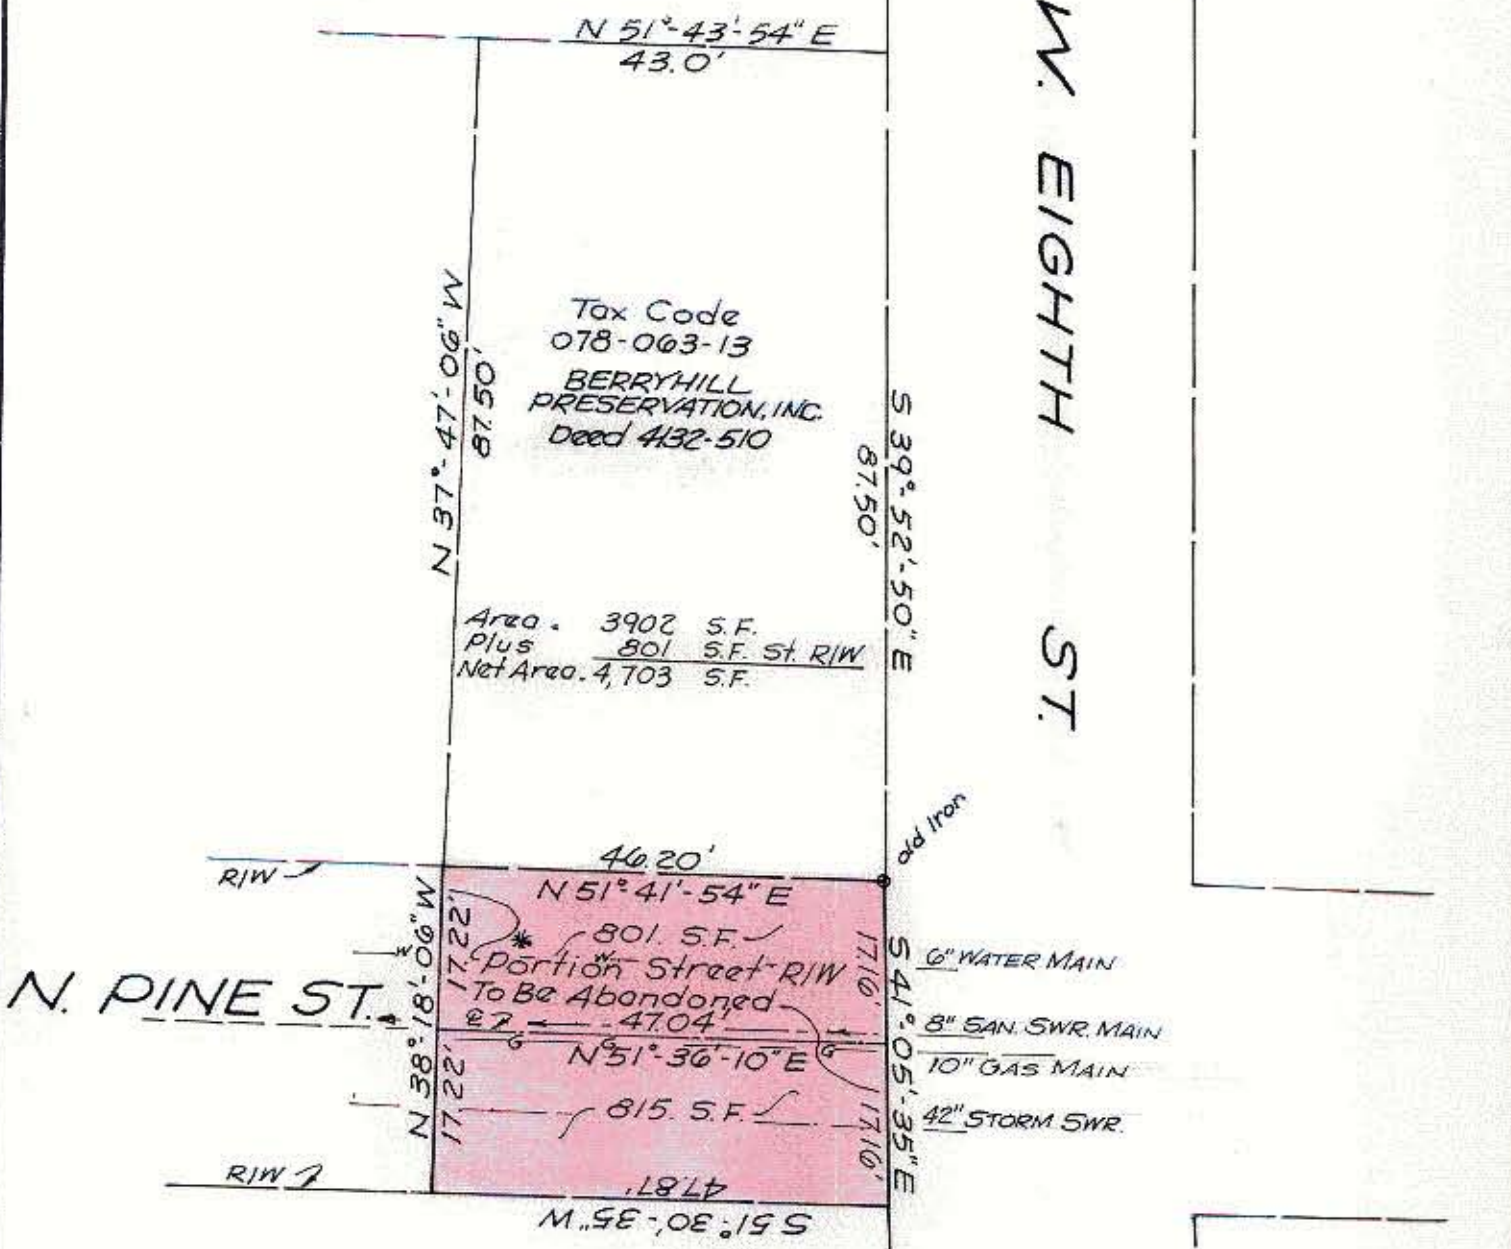 N 51°-43'-54" E
43.0'
W. EIGHTH ST.
N 37°-47'-06" W
87.50'
Tax Code
078-063-13
BERRYHILL
PRESERVATION, INC.
Deed 4132-510
S 39°-52'-50" E
87.50'
Area. 3902 S.F.
Plus 801 S.F. St. R/W
Net Area. 4,703 S.F.
Old Iron
R/W
46.20'
N 51°-41'-54" E
801. S.F.
W
W
* Portion Street R/W
To Be Abandoned
N. PINE ST.
N 38°-18'-06" W
17.22'
17.22'
47.04'
G
G
G
N 51°-36'-10" E
815. S.F.
S 41°-05'-35" E
17.16'
17.16'
6" WATER MAIN
8" SAN. SWR. MAIN
10" GAS MAIN
42" STORM SWR.
R/W
47.87'
S 51°-30'-35" W